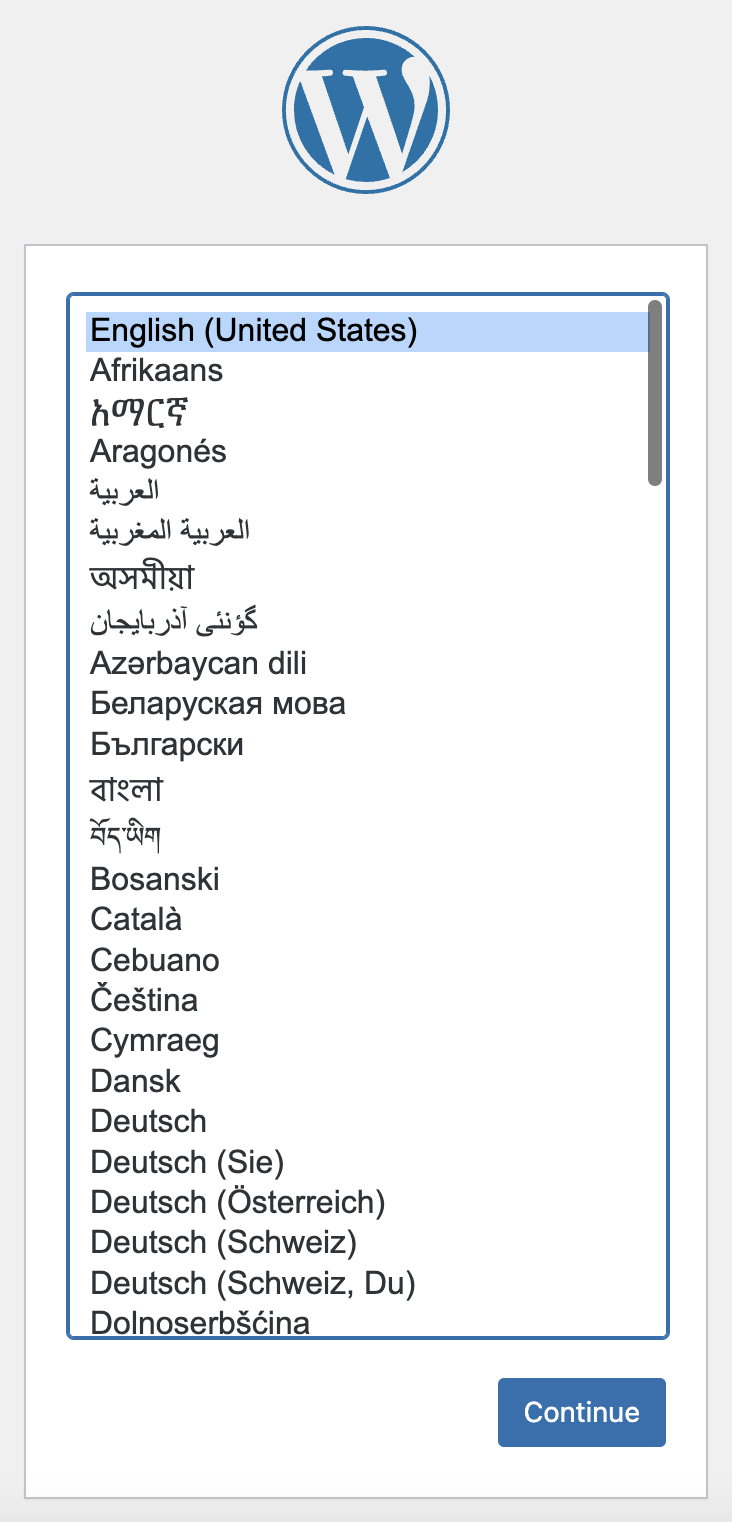 English (United States)
Afrikaans
አማርኛ
Aragonés
العربية
العربية المغربية
অসমীয়া
گؤنئی آذربایجان
Azərbaycan dili
Беларуская мова
Български
বাংলা
བོད་ཡིག
Bosanski
Català
Cebuano
Čeština
Cymraeg
Dansk
Deutsch
Deutsch (Sie)
Deutsch (Österreich)
Deutsch (Schweiz)
Deutsch (Schweiz, Du)
Dolnoserbšćina
Continue